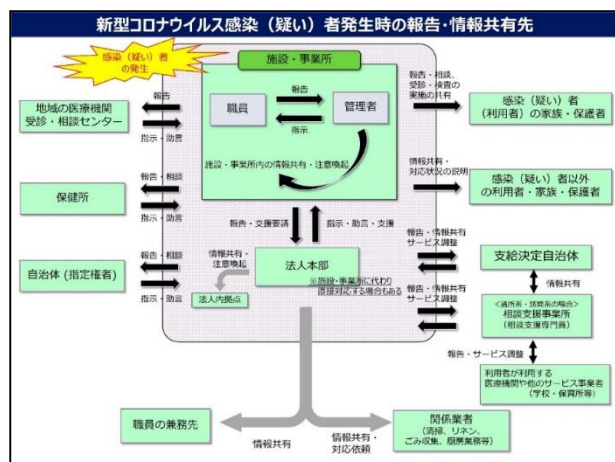 新型コロナウイルス感染(疑い)者発生時の報告・情報共有先
感染(疑い)者
の発生
施設・事業所
職員
報告
指示
管理者
施設・事業所内の情報共有・注意喚起
地域の医療機関
受診・相談センター
報告
指示・助言
保健所
報告・相談
指示・助言
自治体(指定権者)
報告・相談
指示・助言
報告・支援要請
指示・助言・支援
法人本部
※施設・事業所に代わり
直接対応する場合もある
情報共有・
注意喚起
法人内拠点
報告・相談、
受診・検査の
実施の共有
感染(疑い)者
(利用者)の家族・保護者
情報共有・
対応状況の説明
感染(疑い)者以外
の利用者・家族・保護者
報告・情報共有
サービス調整
支給決定自治体
情報共有
報告・情報共有
サービス調整
<通所系・訪問系の場合>
相談支援事業所
(相談支援専門員)
報告・サービス調整
利用者が利用する
医療機関や他のサービス事業者
(学校・保育所等)
職員の兼務先
情報共有
情報共有・
対応依頼
関係業者
(清掃、リネン、
ごみ収集、厨房業務等)